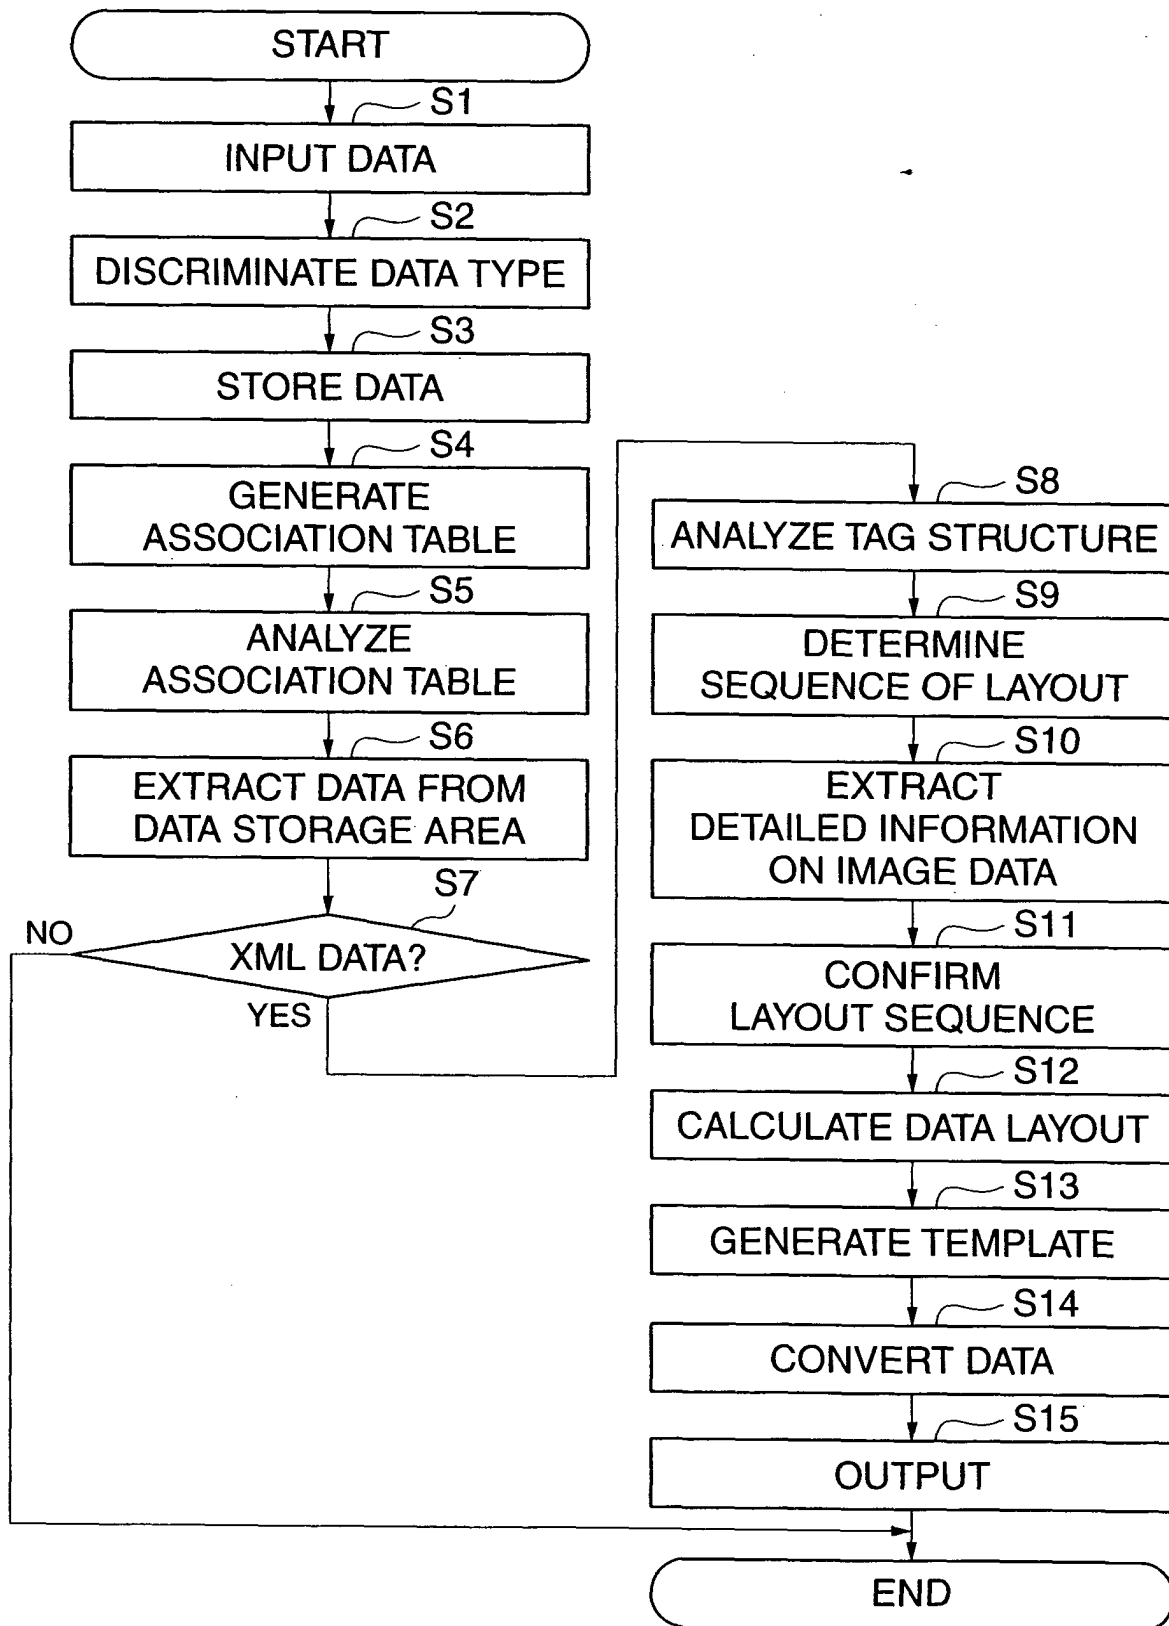 START
S1
INPUT DATA
S2
DISCRIMINATE DATA TYPE
S3
STORE DATA
S4
GENERATE
ASSOCIATION TABLE
S5
ANALYZE
ASSOCIATION TABLE
S6
EXTRACT DATA FROM
DATA STORAGE AREA
S7
XML DATA?
NO
YES
S8
ANALYZE TAG STRUCTURE
S9
DETERMINE
SEQUENCE OF LAYOUT
S10
EXTRACT
DETAILED INFORMATION
ON IMAGE DATA
S11
CONFIRM
LAYOUT SEQUENCE
S12
CALCULATE DATA LAYOUT
S13
GENERATE TEMPLATE
S14
CONVERT DATA
S15
OUTPUT
END